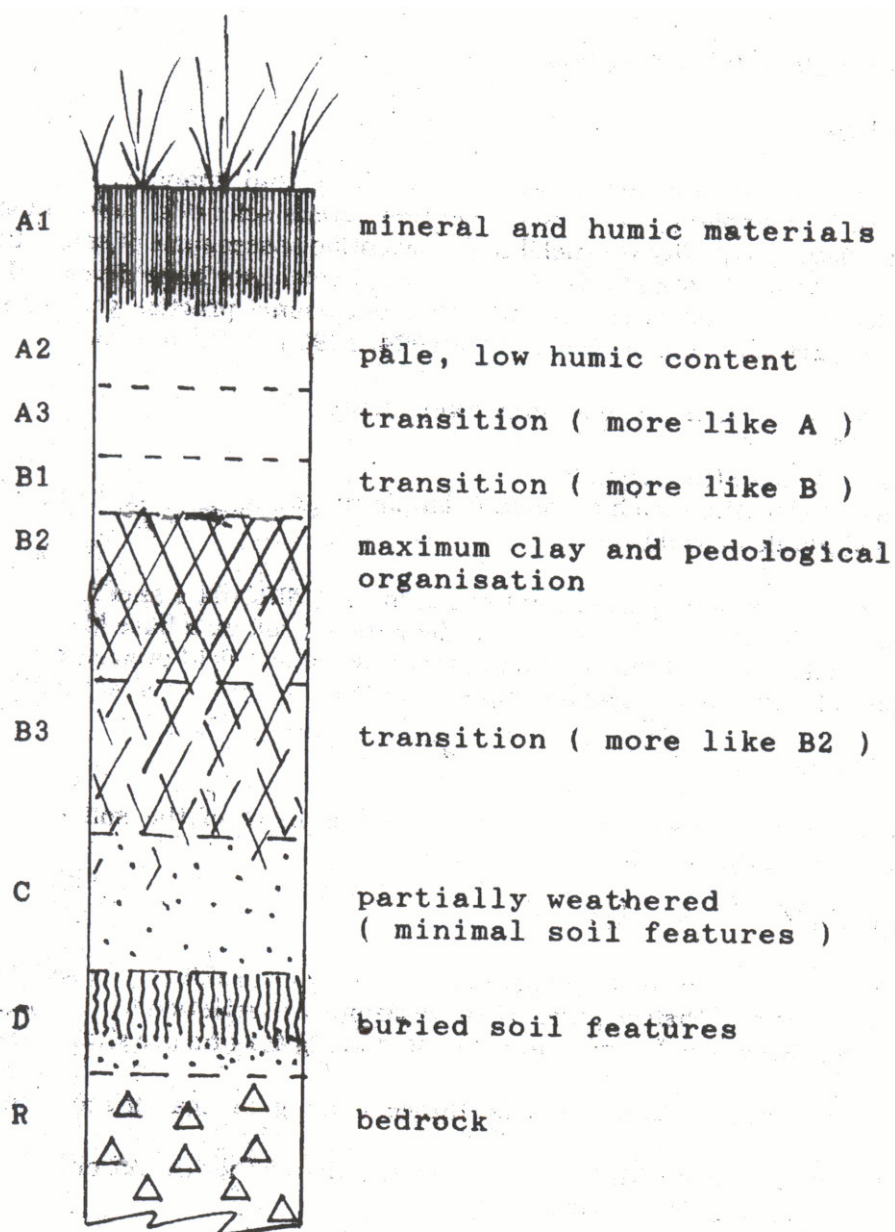 A1 mineral and humic materials
A2 pale, low humic content
A3 transition ( more like A )
B1 transition ( more like B )
B2 maximum clay and pedological
organisation
B3 transition ( more like B2 )
C partially weathered
( minimal soil features )
D buried soil features
R bedrock